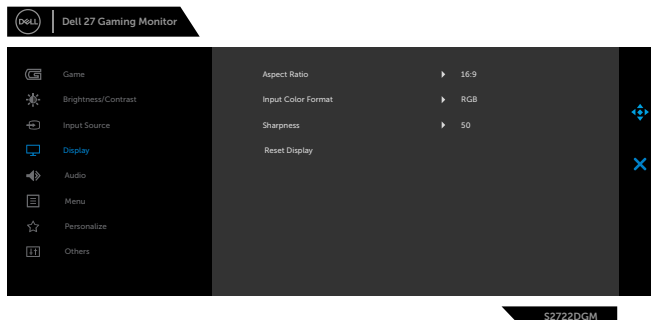 DELL
Dell 27 Gaming Monitor
Game
Aspect Ratio 16:9
Brightness/Contrast
Input Color Format RGB
Input Source
Sharpness 50
Display
Reset Display
Audio
Menu
Personalize
Others
S2722DGM